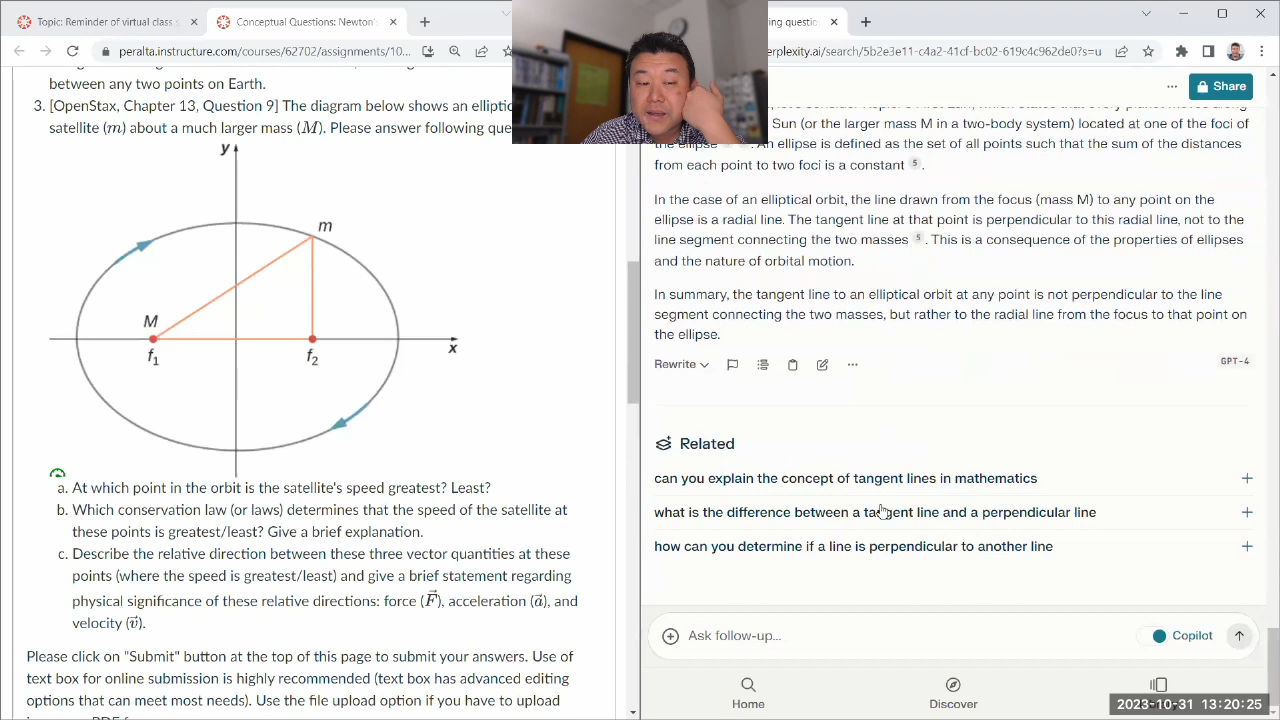 Topic: Reminder of virtual class s
Conceptual Questions: Newton's
peralta.instructure.com/courses/62702/assignments/10...
between any two points on Earth.
3. [OpenStax, Chapter 13, Question 9] The diagram below shows an elliptic
satellite (m) about a much larger mass (M). Please answer following que
y
m
M
f1
f2
x
a. At which point in the orbit is the satellite's speed greatest? Least?
b. Which conservation law (or laws) determines that the speed of the satellite at
these points is greatest/least? Give a brief explanation.
c. Describe the relative direction between these three vector quantities at these
points (where the speed is greatest/least) and give a brief statement regarding
physical significance of these relative directions: force (F⃗), acceleration (a⃗), and
velocity (v⃗).
Please click on "Submit" button at the top of this page to submit your answers. Use of
text box for online submission is highly recommended (text box has advanced editing
options that can meet most needs). Use the file upload option if you have to upload
ing question
erplexity.ai/search/5b2e3e11-c4a2-41cf-bc02-619c4c962de0?s=u
Share
Sun (or the larger mass M in a two-body system) located at one of the foci of
An ellipse is defined as the set of all points such that the sum of the distances
from each point to two foci is a constant 5.
In the case of an elliptical orbit, the line drawn from the focus (mass M) to any point on the
ellipse is a radial line. The tangent line at that point is perpendicular to this radial line, not to the
line segment connecting the two masses 5. This is a consequence of the properties of ellipses
and the nature of orbital motion.
In summary, the tangent line to an elliptical orbit at any point is not perpendicular to the line
segment connecting the two masses, but rather to the radial line from the focus to that point on
the ellipse.
Rewrite
GPT-4
Related
can you explain the concept of tangent lines in mathematics
what is the difference between a tangent line and a perpendicular line
how can you determine if a line is perpendicular to another line
Ask follow-up...
Copilot
Home
Discover
2023-10-31 13:20:25